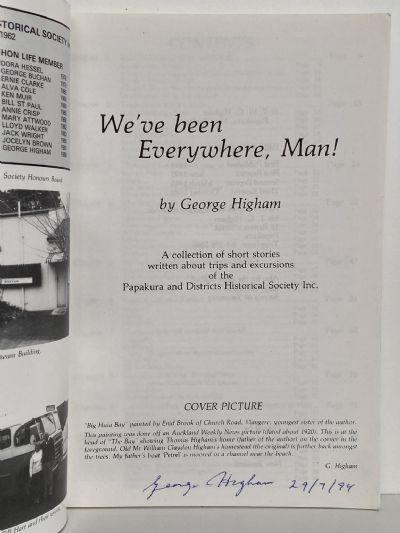 TORICAL SOCIETY
1962
HON LIFE MEMBER
DORA HESSEL
GEORGE BUCHAN
ERNIE CLARKE
ALVA COLE
KEN MUIR
BILL ST PAUL
ANNIE CRISP
MARY ATTWOOD
LLOYD WALKER
JACK WRIGHT
JOCELYN BROWN
GEORGE HIGHAM
Society Honours Board
seum Building.
Hart and
We've been
Everywhere, Man!
by George Higham
A collection of short stories
written about trips and excursions
of the
Papakura and Districts Historical Society Inc.
COVER PICTURE
"Big Huia Bay" painted by Enid Brook of Church Road, Mangere, youngest sister of the author.
This painting was done off an Auckland Weekly News picture (dated about 1920). This is at the
head of "The Bay" showing Thomas Higham's home (father of the author) on the corner in the
foreground. Old Mr William Claydon Higham's homestead (the original) is further back amongst
the trees. My father's boat 'Petrel' is moored in a channel near the beach.
G. Higham
George Higham 29/7/94